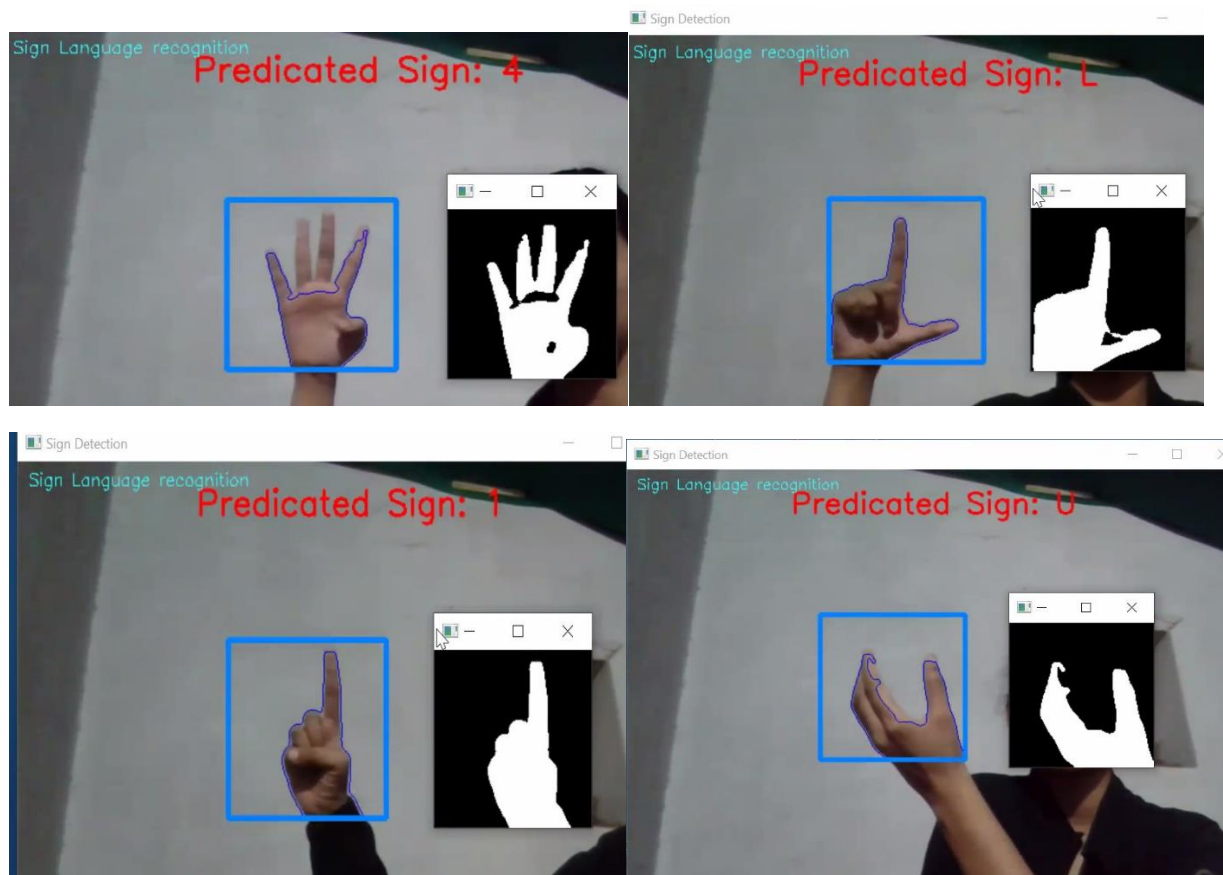 Sign Language recognition
Predicated Sign: 4
Sign Detection
Sign Language recognition
Predicated Sign: L
Sign Detection
Sign Language recognition
Predicated Sign: 1
Sign Detection
Sign Language recognition
Predicated Sign: U